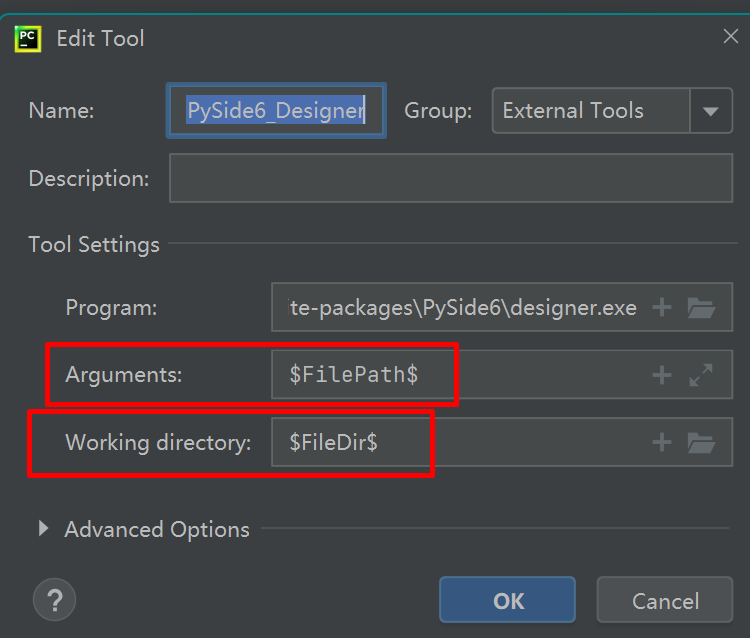 PC Edit Tool
Name: PySide6_Designer Group: External Tools
Description:
Tool Settings
Program: te-packages\PySide6\designer.exe
Arguments: $FilePath$
Working directory: $FileDir$
Advanced Options
? OK Cancel